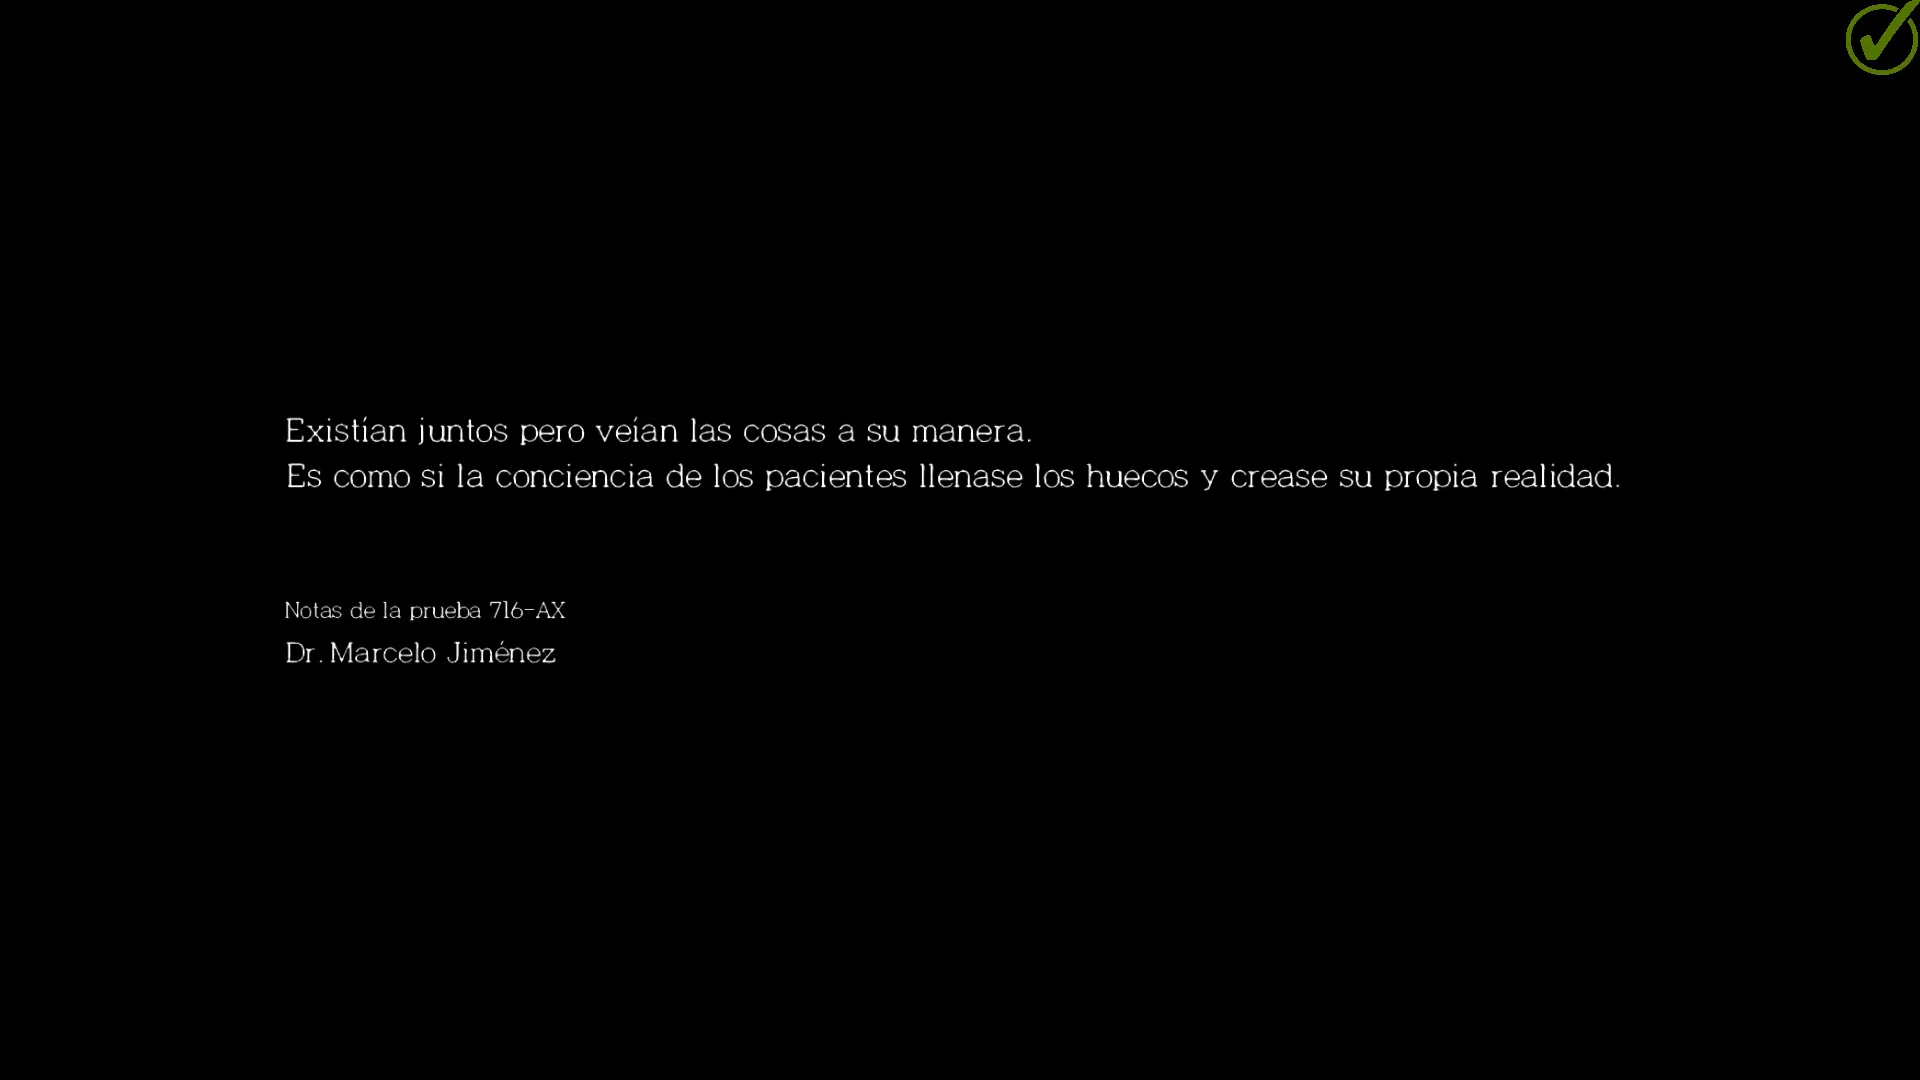 Existían juntos pero veían las cosas a su manera.
Es como si la conciencia de los pacientes llenase los huecos y crease su propia realidad.
Notas de la prueba 716-AX
Dr. Marcelo Jiménez